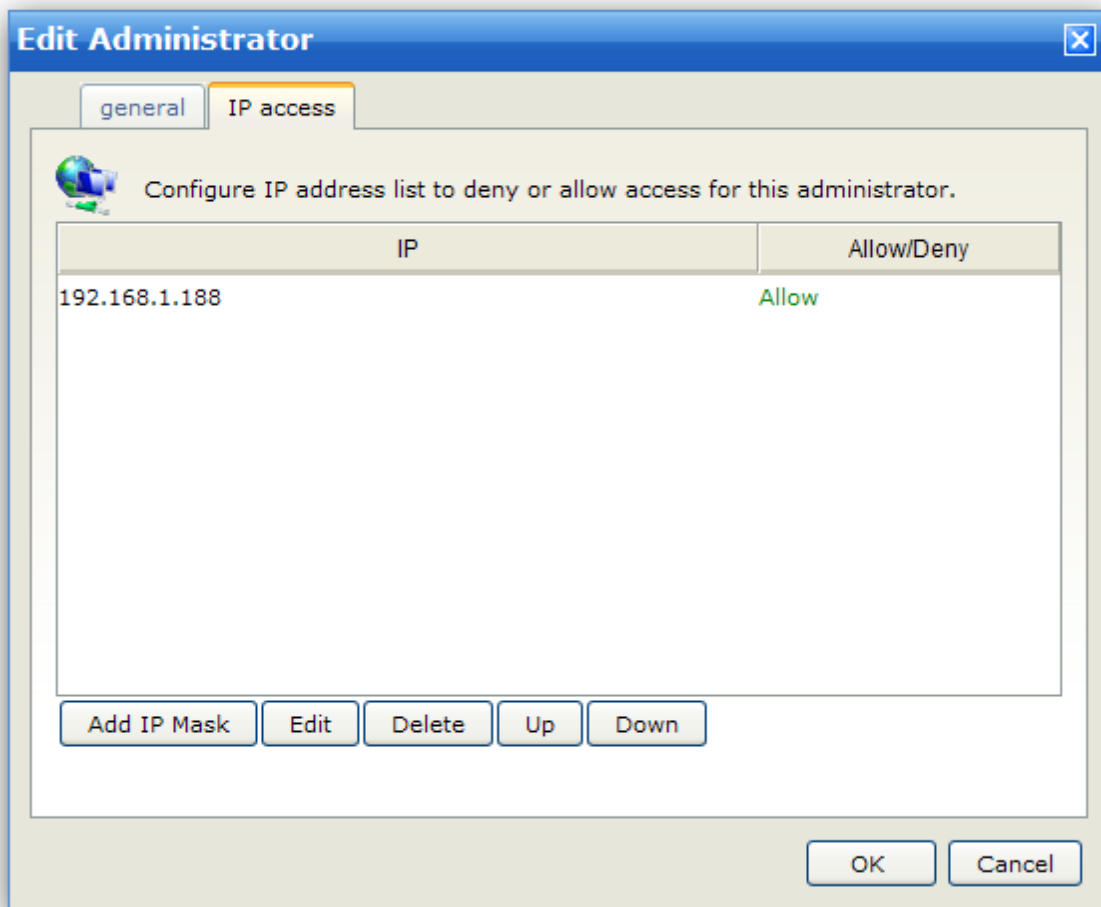 Edit Administrator
general IP access
Configure IP address list to deny or allow access for this administrator.
IP Allow/Deny
192.168.1.188 Allow
Add IP Mask Edit Delete Up Down
OK Cancel